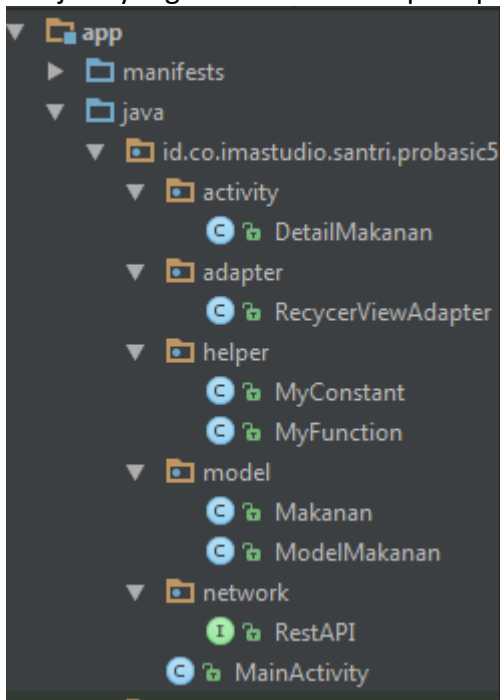 app
manifests
java
id.co.imastudio.santri.probasic5
activity
C DetailMakanan
adapter
C RecycerViewAdapter
helper
C MyConstant
C MyFunction
model
C Makanan
C ModelMakanan
network
I RestAPI
C MainActivity